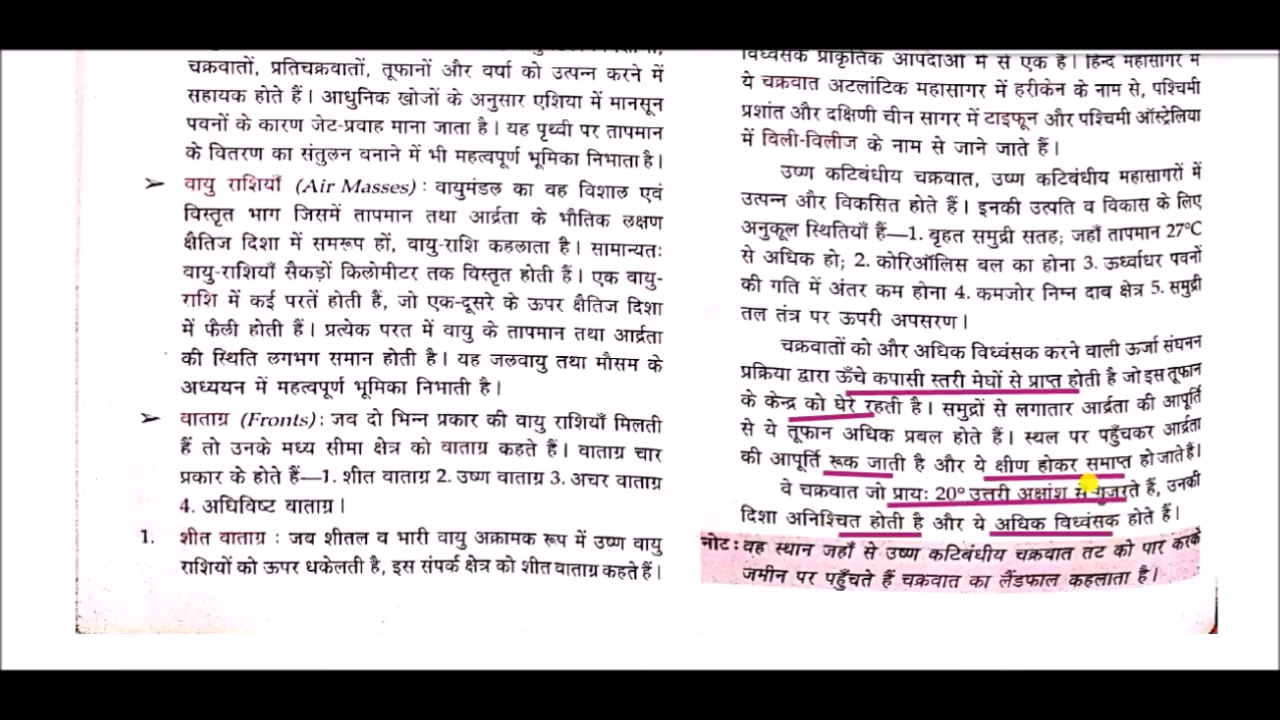 चक्रवातों, प्रतिचक्रवातों, तूफानों और वर्षा को उत्पन्न करने में
सहायक होते हैं। आधुनिक खोजों के अनुसार एशिया में मानसून
पवनों के कारण जेट-प्रवाह माना जाता है। यह पृथ्वी पर तापमान
के वितरण का संतुलन बनाने में भी महत्वपूर्ण भूमिका निभाता है।
➤ वायु राशियाँ (Air Masses) : वायुमंडल का वह विशाल एवं
विस्तृत भाग जिसमें तापमान तथा आर्द्रता के भौतिक लक्षण
क्षैतिज दिशा में समरूप हों, वायु-राशि कहलाता है। सामान्यतः
वायु-राशियाँ सैकड़ों किलोमीटर तक विस्तृत होती हैं। एक वायु-
राशि में कई परतें होती हैं, जो एक-दूसरे के ऊपर क्षैतिज दिशा
में फैली होती हैं। प्रत्येक परत में वायु के तापमान तथा आर्द्रता
की स्थिति लगभग समान होती है। यह जलवायु तथा मौसम के
अध्ययन में महत्वपूर्ण भूमिका निभाती है।
➤ वाताग्र (Fronts) : जब दो भिन्न प्रकार की वायु राशियाँ मिलती
हैं तो उनके मध्य सीमा क्षेत्र को वाताग्र कहते हैं। वाताग्र चार
प्रकार के होते हैं—1. शीत वाताग्र 2. उष्ण वाताग्र 3. अचर वाताग्र
4. अधिविष्ट वाताग्र।
1. शीत वाताग्र : जब शीतल व भारी वायु अक्रामक रूप में उष्ण वायु
राशियों को ऊपर धकेलती है, इस संपर्क क्षेत्र को शीत वाताग्र कहते हैं।
विध्वंसक प्राकृतिक आपदाओं में से एक है। हिन्द महासागर में
ये चक्रवात अटलांटिक महासागर में हरीकेन के नाम से, पश्चिमी
प्रशांत और दक्षिणी चीन सागर में टाइफून और पश्चिमी ऑस्ट्रेलिया
में विली-विलीज के नाम से जाने जाते हैं।
उष्ण कटिबंधीय चक्रवात, उष्ण कटिबंधीय महासागरों में
उत्पन्न और विकसित होते हैं। इनकी उत्पति व विकास के लिए
अनुकूल स्थितियाँ हैं—1. बृहत समुद्री सतह; जहाँ तापमान 27°C
से अधिक हो; 2. कोरिऑलिस बल का होना 3. ऊर्ध्वाधर पवनों
की गति में अंतर कम होना 4. कमजोर निम्न दाब क्षेत्र 5. समुद्री
तल तंत्र पर ऊपरी अपसरण।
चक्रवातों को और अधिक विध्वंसक करने वाली ऊर्जा संघनन
प्रक्रिया द्वारा ऊँचे कपासी स्तरी मेघों से प्राप्त होती है जो इस तूफान
के केन्द्र को घेरे रहती है। समुद्रों से लगातार आर्द्रता की आपूर्ति
से ये तूफान अधिक प्रबल होते हैं। स्थल पर पहुँचकर आर्द्रता
की आपूर्ति रूक जाती है और ये क्षीण होकर समाप्त हो जाते हैं।
वे चक्रवात जो प्रायः 20° उत्तरी अक्षांश से गुजरते हैं, उनकी
दिशा अनिश्चित होती है और ये अधिक विध्वंसक होते हैं।
नोट : वह स्थान जहाँ से उष्ण कटिबंधीय चक्रवात तट को पार करके
जमीन पर पहुँचते हैं चक्रवात का लैंडफाल कहलाता है।